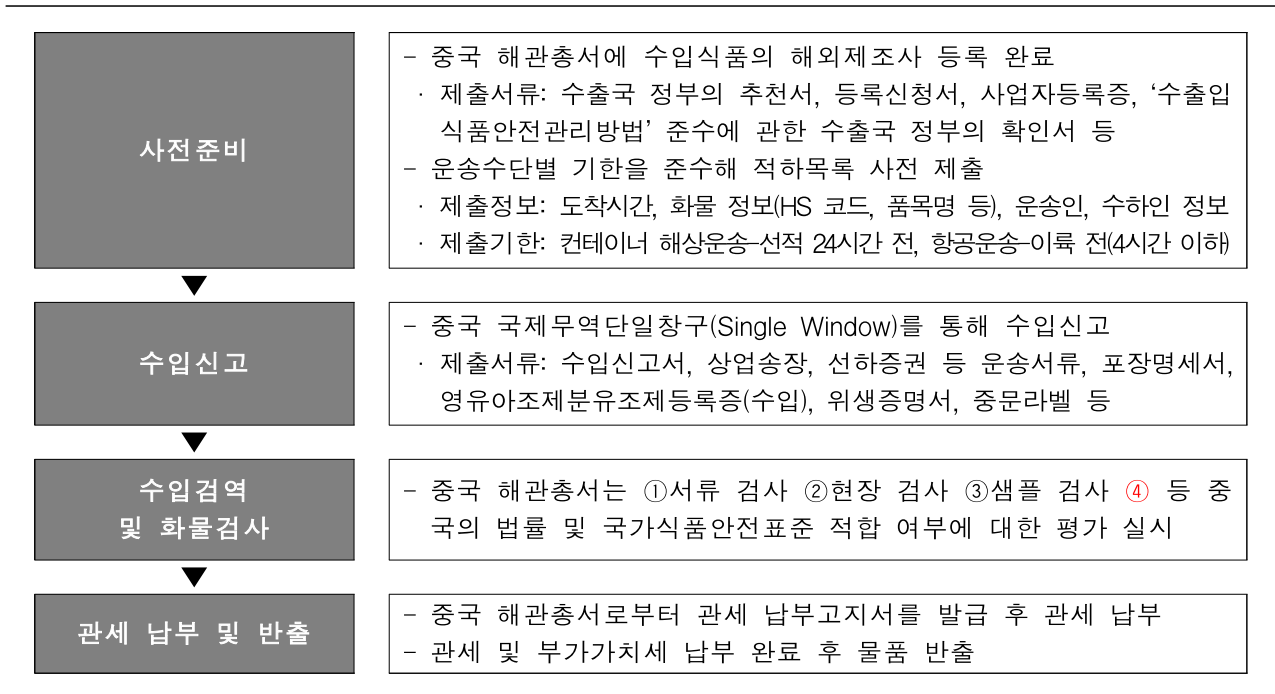 사전준비
– 중국 해관총서에 수입식품의 해외제조사 등록 완료
· 제출서류: 수출국 정부의 추천서, 등록신청서, 사업자등록증, ‘수출입
식품안전관리방법’ 준수에 관한 수출국 정부의 확인서 등
– 운송수단별 기한을 준수해 적하목록 사전 제출
· 제출정보: 도착시간, 화물 정보(HS 코드, 품목명 등), 운송인, 수하인 정보
· 제출기한: 컨테이너 해상운송–선적 24시간 전, 항공운송–이륙 전(4시간 이하)
수입신고
– 중국 국제무역단일창구(Single Window)를 통해 수입신고
· 제출서류: 수입신고서, 상업송장, 선하증권 등 운송서류, 포장명세서,
영유아조제분유조제등록증(수입), 위생증명서, 중문라벨 등
수입검역
및 화물검사
– 중국 해관총서는 ①서류 검사 ②현장 검사 ③샘플 검사 ④ 등 중
국의 법률 및 국가식품안전표준 적합 여부에 대한 평가 실시
관세 납부 및 반출
– 중국 해관총서로부터 관세 납부고지서를 발급 후 관세 납부
– 관세 및 부가가치세 납부 완료 후 물품 반출